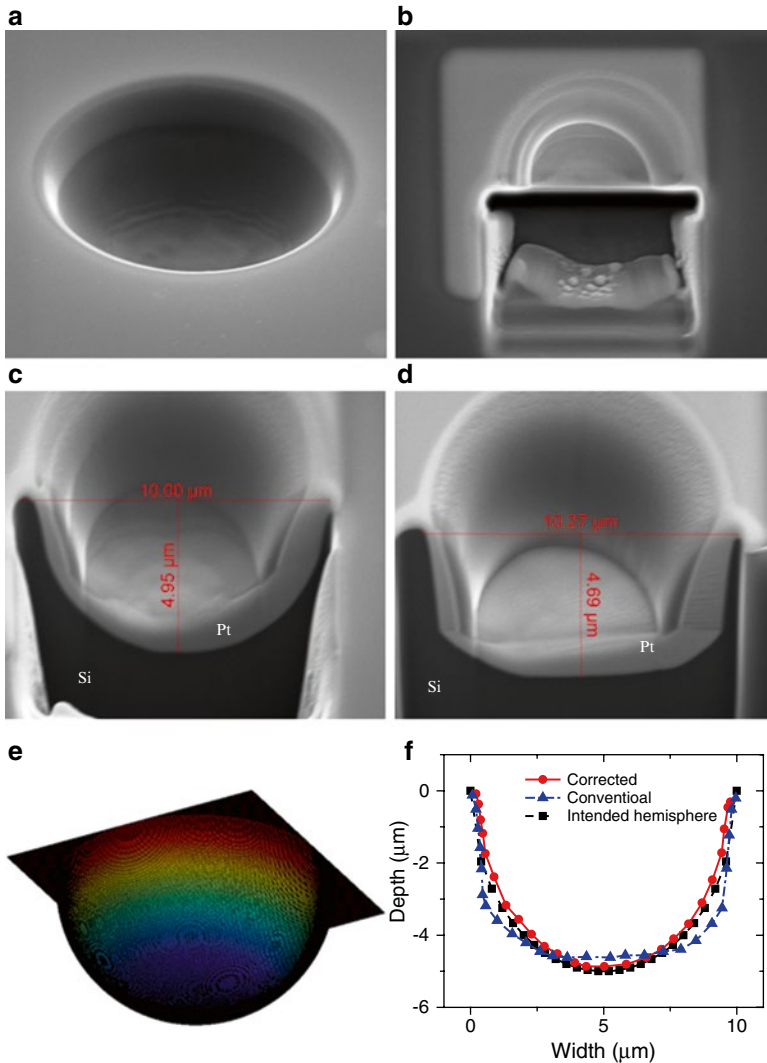 a
b
c
d
10.00 µm
4.95 µm
Pt
Si
10.27 µm
4.69 µm
Pt
Si
e
f
Corrected
Conventioal
Intended hemisphere
0
-2
-4
-6
Depth (µm)
0
5
10
Width (µm)